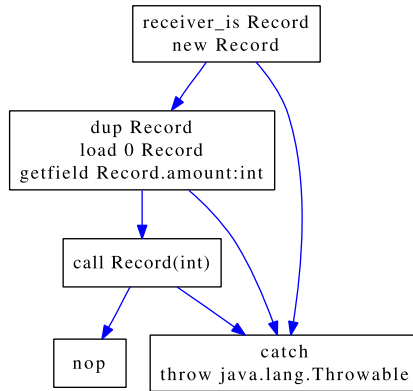 receiver_is Record
new Record
dup Record
load 0 Record
getfield Record.amount:int
call Record(int)
nop
catch
throw java.lang.Throwable